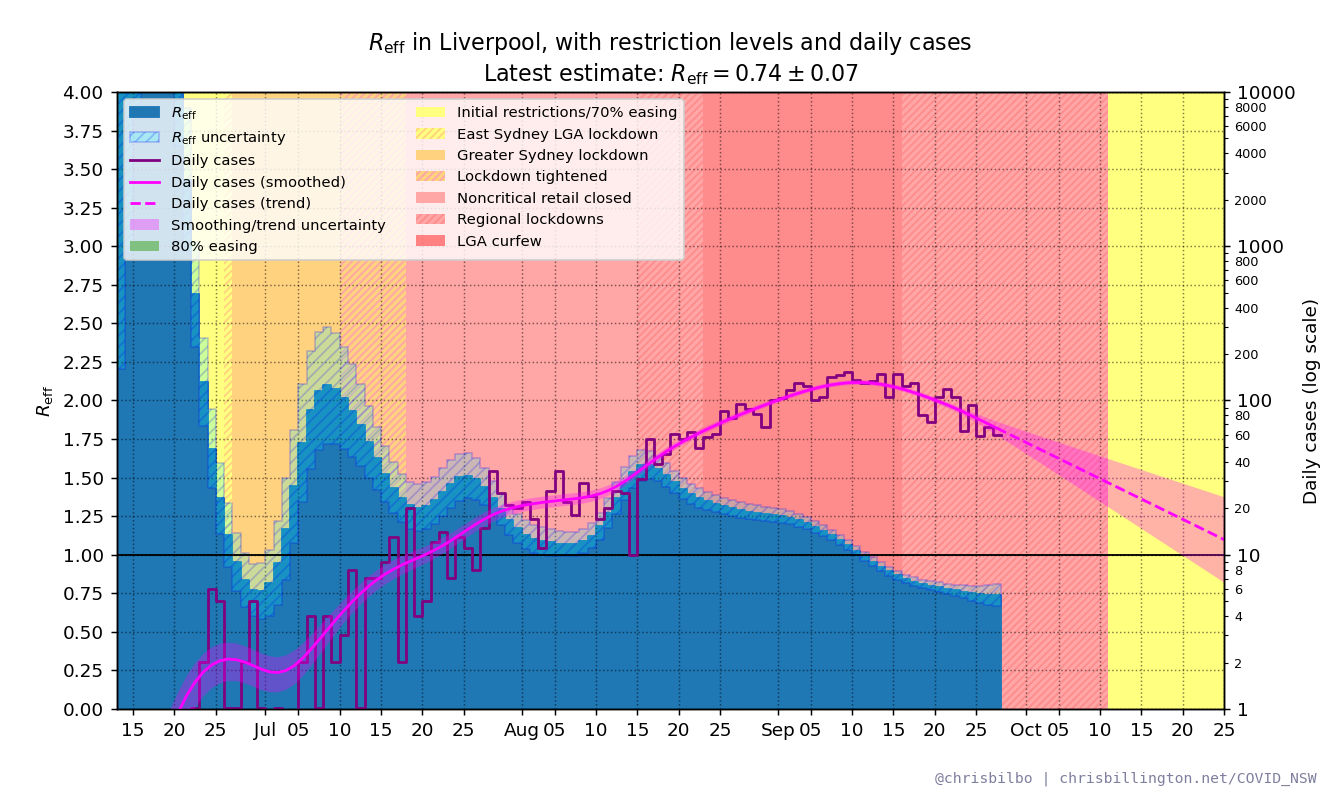 Reff in Liverpool, with restriction levels and daily cases
Latest estimate: Reff = 0.74 ± 0.07
Reff
Reff uncertainty
Daily cases
Daily cases (smoothed)
Daily cases (trend)
Smoothing/trend uncertainty
80% easing
Initial restrictions/70% easing
East Sydney LGA lockdown
Greater Sydney lockdown
Lockdown tightened
Noncritical retail closed
Regional lockdowns
LGA curfew
Reff
4.00
3.75
3.50
3.25
3.00
2.75
2.50
2.25
2.00
1.75
1.50
1.25
1.00
0.75
0.50
0.25
0.00
10000
8000
6000
4000
2000
1000
800
600
400
200
100
80
60
40
20
10
8
6
4
2
1
Daily cases (log scale)
15 20 25 Jul 05 10 15 20 25 Aug 05 10 15 20 25 Sep 05 10 15 20 25 Oct 05 10 15 20 25
@chrisbilbo | chrisbillington.net/COVID_NSW